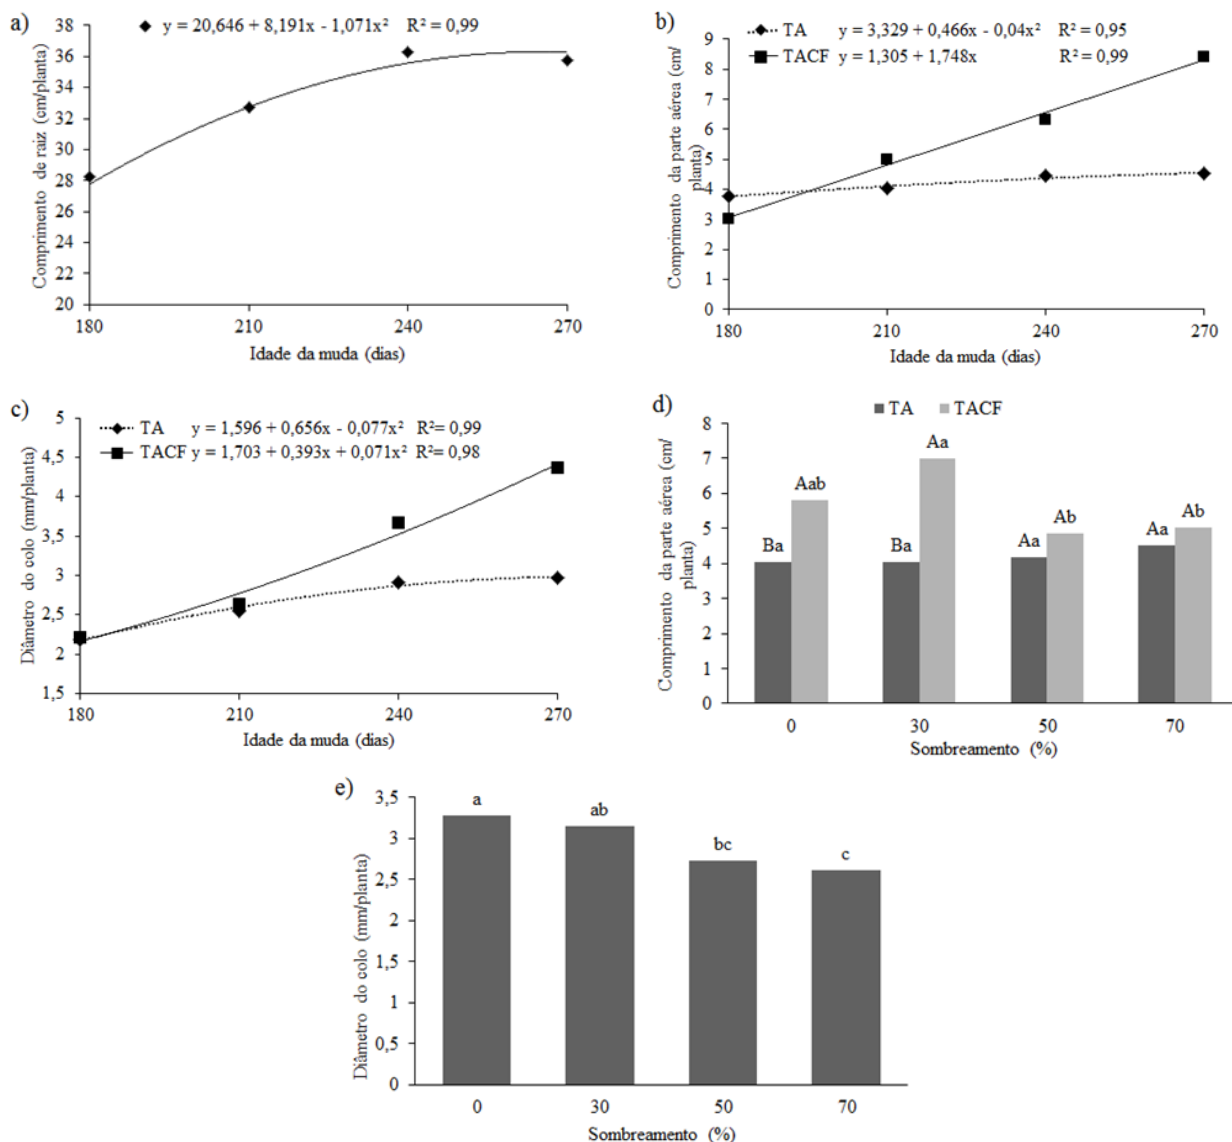 a)
y = 20,646 + 8,191x - 1,071x² R² = 0,99
Comprimento de raiz (cm/planta)
38
36
34
32
30
28
26
24
22
20
180 210 240 270
Idade da muda (dias)
b)
TA y = 3,329 + 0,466x - 0,04x² R² = 0,95
TACF y = 1,305 + 1,748x R² = 0,99
Comprimento da parte aérea (cm/
planta)
9
8
7
6
5
4
3
2
1
0
180 210 240 270
Idade da muda (dias)
c)
TA y = 1,596 + 0,656x - 0,077x² R²= 0,99
TACF y = 1,703 + 0,393x + 0,071x² R²= 0,98
Diâmetro do colo (mm/planta)
5
4,5
4
3,5
3
2,5
2
1,5
180 210 240 270
Idade da muda (dias)
d)
TA TACF
Comprimento da parte aérea (cm/
planta)
8
7
6
5
4
3
2
1
0
Ba Aab Ba Aa Aa Ab Aa Ab
0 30 50 70
Sombreamento (%)
e)
Diâmetro do colo (mm/planta)
3,5
3
2,5
2
1,5
1
0,5
0
a ab bc c
0 30 50 70
Sombreamento (%)